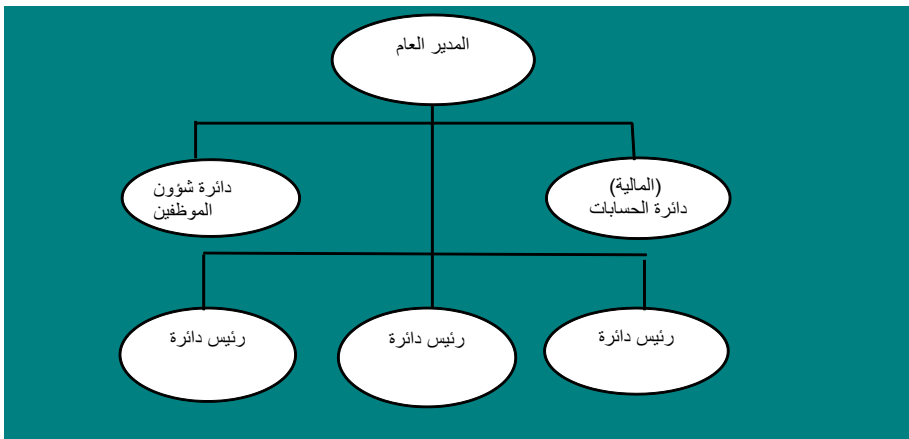 المدير العام
(المالية)
دائرة الحسابات
دائرة شؤون
الموظفين
رئيس دائرة
رئيس دائرة
رئيس دائرة